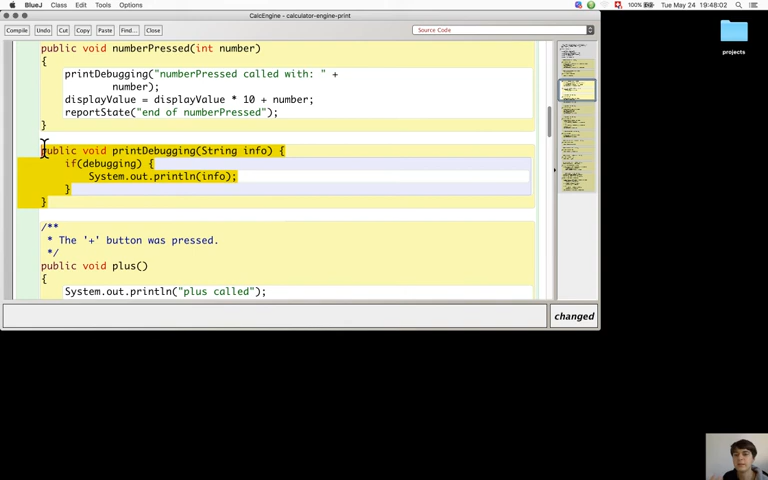 BlueJ Class Edit Tools Options
100% Tue May 24 19:48:02
CalcEngine - calculator-engine-print
Compile Undo Cut Copy Paste Find... Close
Source Code
public void numberPressed(int number)
{
printDebugging("numberPressed called with: " +
number);
displayValue = displayValue * 10 + number;
reportState("end of numberPressed");
}
public void printDebugging(String info) {
if(debugging) {
System.out.println(info);
}
}
/**
* The '+' button was pressed.
*/
public void plus()
{
System.out.println("plus called");
changed
projects